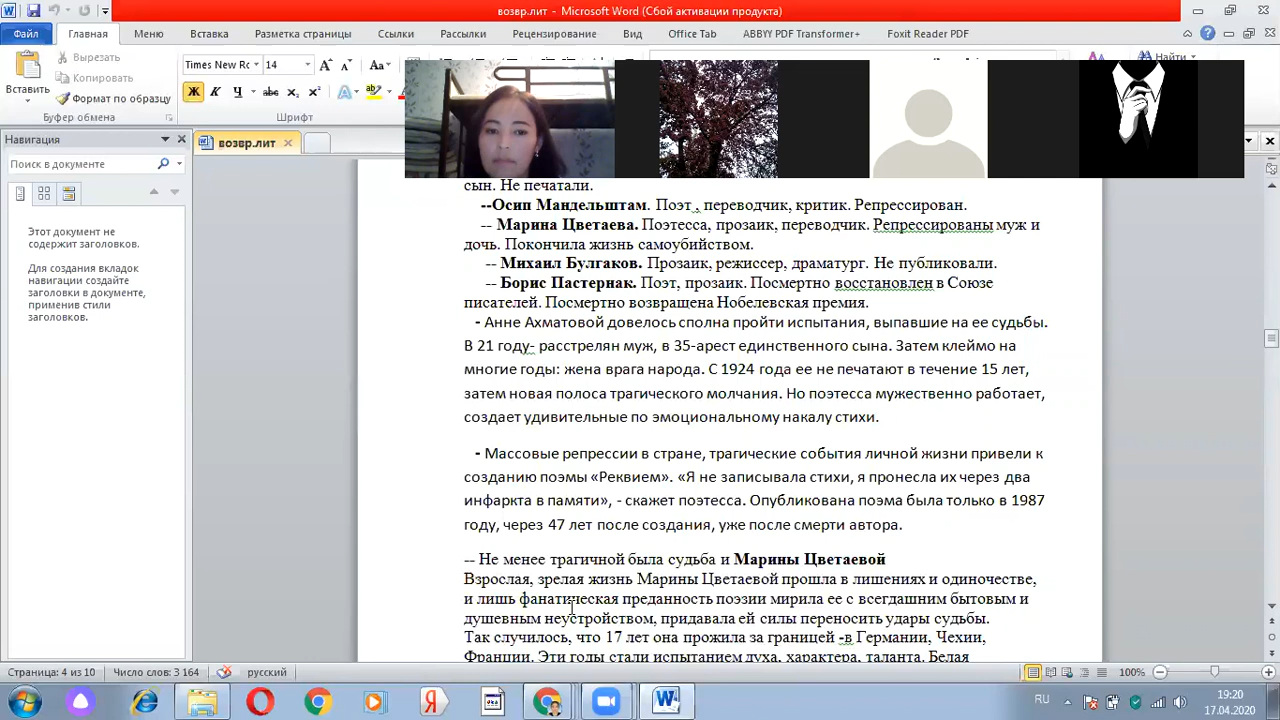 возвр.лит - Microsoft Word (Сбой активации продукта)
Файл Главная Меню Вставка Разметка страницы Ссылки Рассылки Рецензирование Вид Office Tab ABBYY PDF Transformer+ Foxit Reader PDF
Вставить
Вырезать
Копировать
Формат по образцу
Буфер обмена
Times New Ro 14
Ж К Ч
Шрифт
Найти
Навигация
Поиск в документе
Этот документ не
содержит заголовков.
Для создания вкладок
навигации создайте
заголовки в документе,
применив стили
заголовков.
возвр.лит
сын. Не печатали.
--Осип Мандельштам. Поэт , переводчик, критик. Репрессирован.
-- Марина Цветаева. Поэтесса, прозаик, переводчик. Репрессированы муж и
дочь. Покончила жизнь самоубийством.
-- Михаил Булгаков. Прозаик, режиссер, драматург. Не публиковали.
-- Борис Пастернак. Поэт, прозаик. Посмертно восстановлен в Союзе
писателей. Посмертно возвращена Нобелевская премия.
- Анне Ахматовой довелось сполна пройти испытания, выпавшие на ее судьбы.
В 21 году- расстрелян муж, в 35-арест единственного сына. Затем клеймо на
многие годы: жена врага народа. С 1924 года ее не печатают в течение 15 лет,
затем новая полоса трагического молчания. Но поэтесса мужественно работает,
создает удивительные по эмоциональному накалу стихи.
- Массовые репрессии в стране, трагические события личной жизни привели к
созданию поэмы «Реквием». «Я не записывала стихи, я пронесла их через два
инфаркта в памяти», - скажет поэтесса. Опубликована поэма была только в 1987
году, через 47 лет после создания, уже после смерти автора.
-- Не менее трагичной была судьба и Марины Цветаевой
Взрослая, зрелая жизнь Марины Цветаевой прошла в лишениях и одиночестве,
и лишь фанатическая преданность поэзии мирила ее с всегдашним бытовым и
душевным неустройством, придавала ей силы переносить удары судьбы.
Так случилось, что 17 лет она прожила за границей -в Германии, Чехии,
Франции. Эти годы стали испытанием духа, характера, таланта. Белая
Страница: 4 из 10 Число слов: 3 164 русский 100%
RU
19:20
17.04.2020